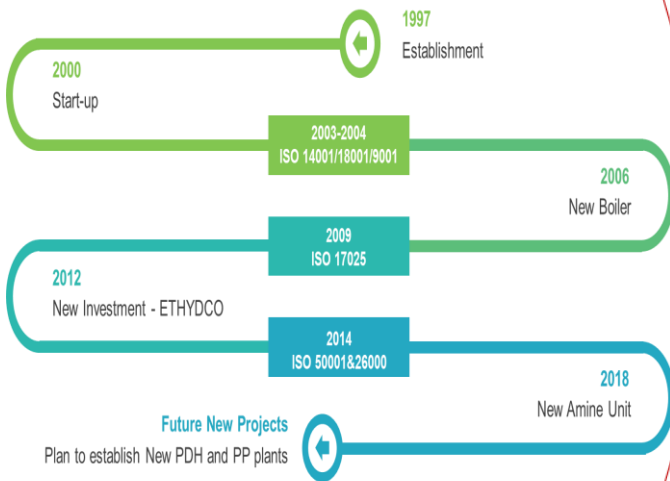 1997
Establishment
2000
Start-up
2003-2004
ISO 14001/18001/9001
2006
New Boiler
2009
ISO 17025
2012
New Investment - ETHYDCO
2014
ISO 50001&26000
2018
New Amine Unit
Future New Projects
Plan to establish New PDH and PP plants